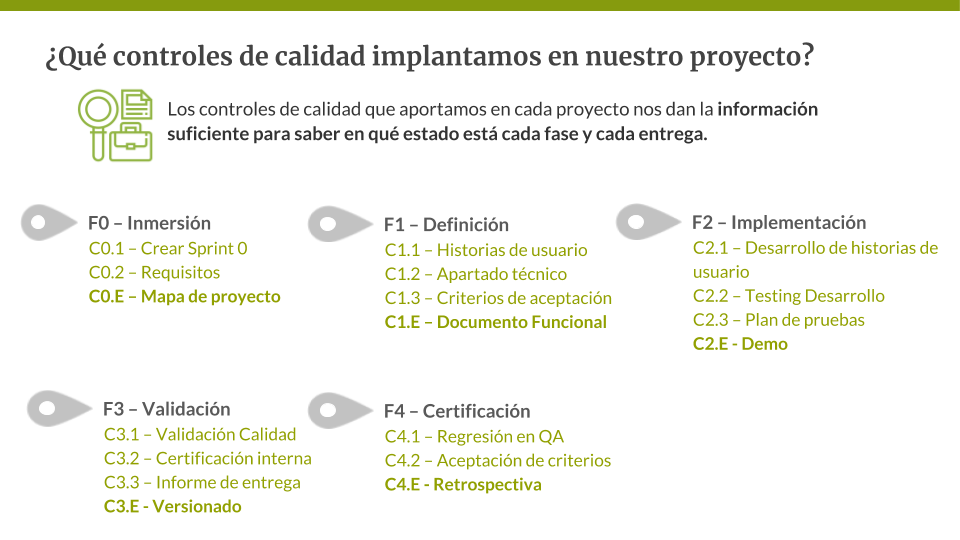 ¿Qué controles de calidad implantamos en nuestro proyecto?
Los controles de calidad que aportamos en cada proyecto nos dan la información
suficiente para saber en qué estado está cada fase y cada entrega.
F0 – Inmersión
C0.1 – Crear Sprint 0
C0.2 – Requisitos
C0.E – Mapa de proyecto
F1 – Definición
C1.1 – Historias de usuario
C1.2 – Apartado técnico
C1.3 – Criterios de aceptación
C1.E – Documento Funcional
F2 – Implementación
C2.1 – Desarrollo de historias de
usuario
C2.2 – Testing Desarrollo
C2.3 – Plan de pruebas
C2.E - Demo
F3 – Validación
C3.1 – Validación Calidad
C3.2 – Certificación interna
C3.3 – Informe de entrega
C3.E - Versionado
F4 – Certificación
C4.1 – Regresión en QA
C4.2 – Aceptación de criterios
C4.E - Retrospectiva